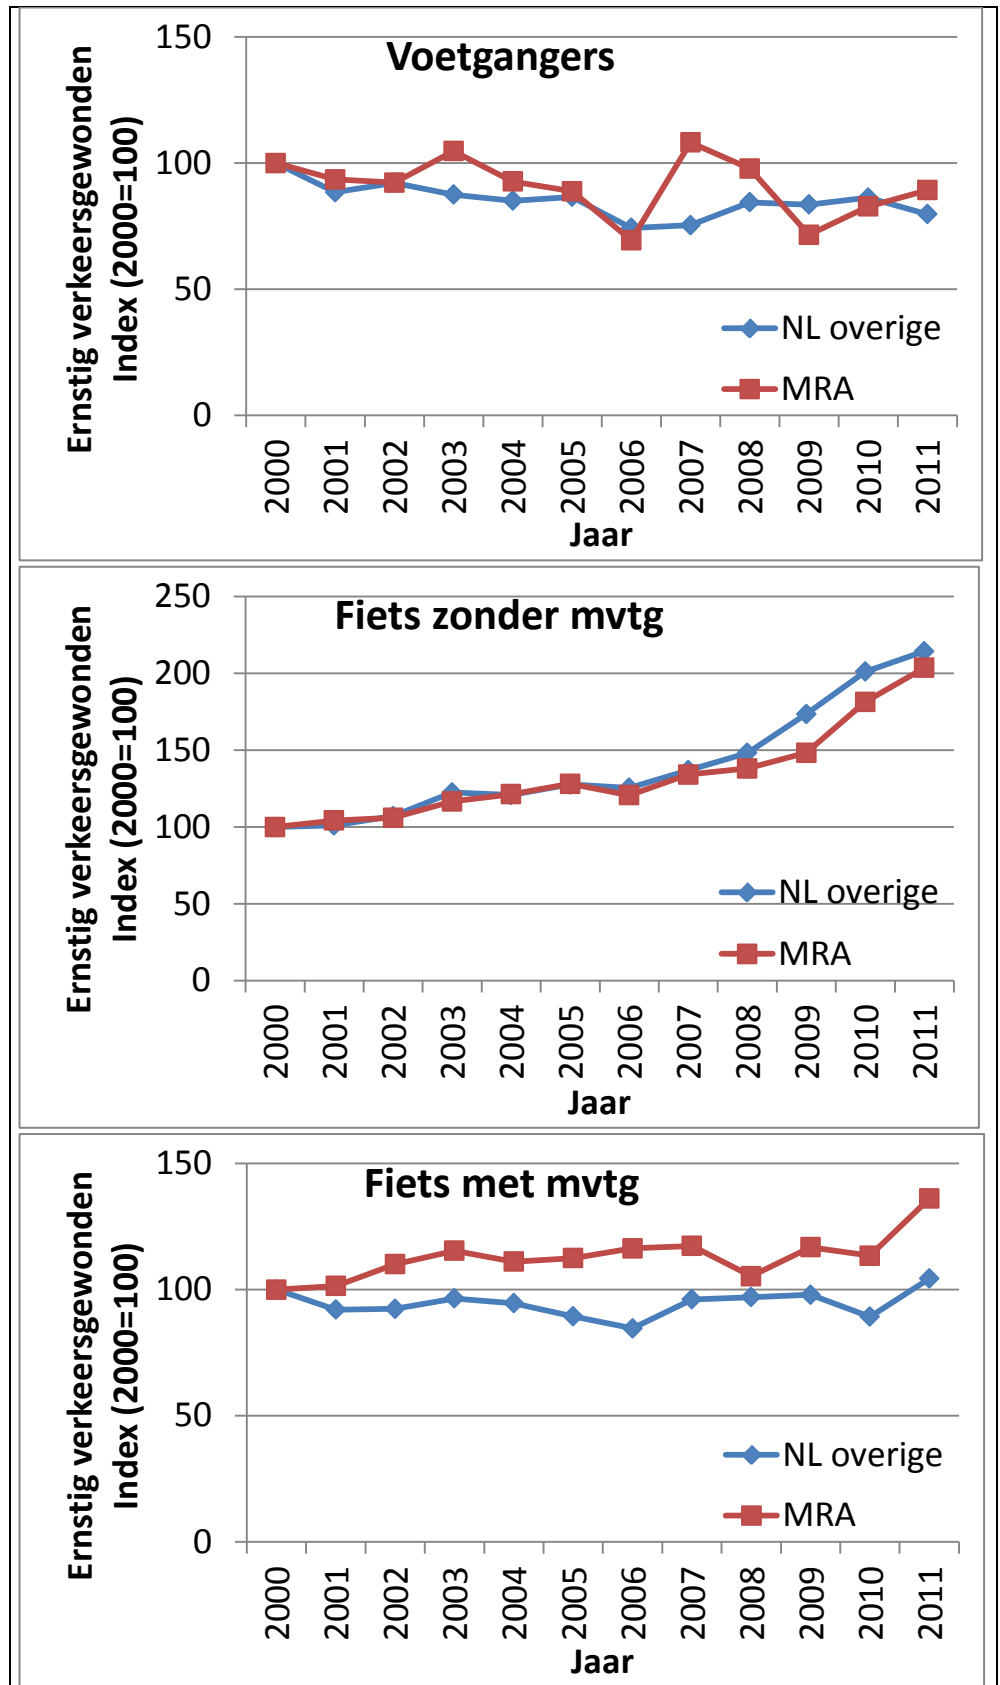 Voetgangers
Ernstig verkeersgewonden
Index (2000=100)
150
100
50
0
NL overige
MRA
2000 2001 2002 2003 2004 2005 2006 2007 2008 2009 2010 2011
Jaar
Fiets zonder mvtg
Ernstig verkeersgewonden
Index (2000=100)
250
200
150
100
50
0
NL overige
MRA
2000 2001 2002 2003 2004 2005 2006 2007 2008 2009 2010 2011
Jaar
Fiets met mvtg
Ernstig verkeersgewonden
Index (2000=100)
150
100
50
0
NL overige
MRA
2000 2001 2002 2003 2004 2005 2006 2007 2008 2009 2010 2011
Jaar